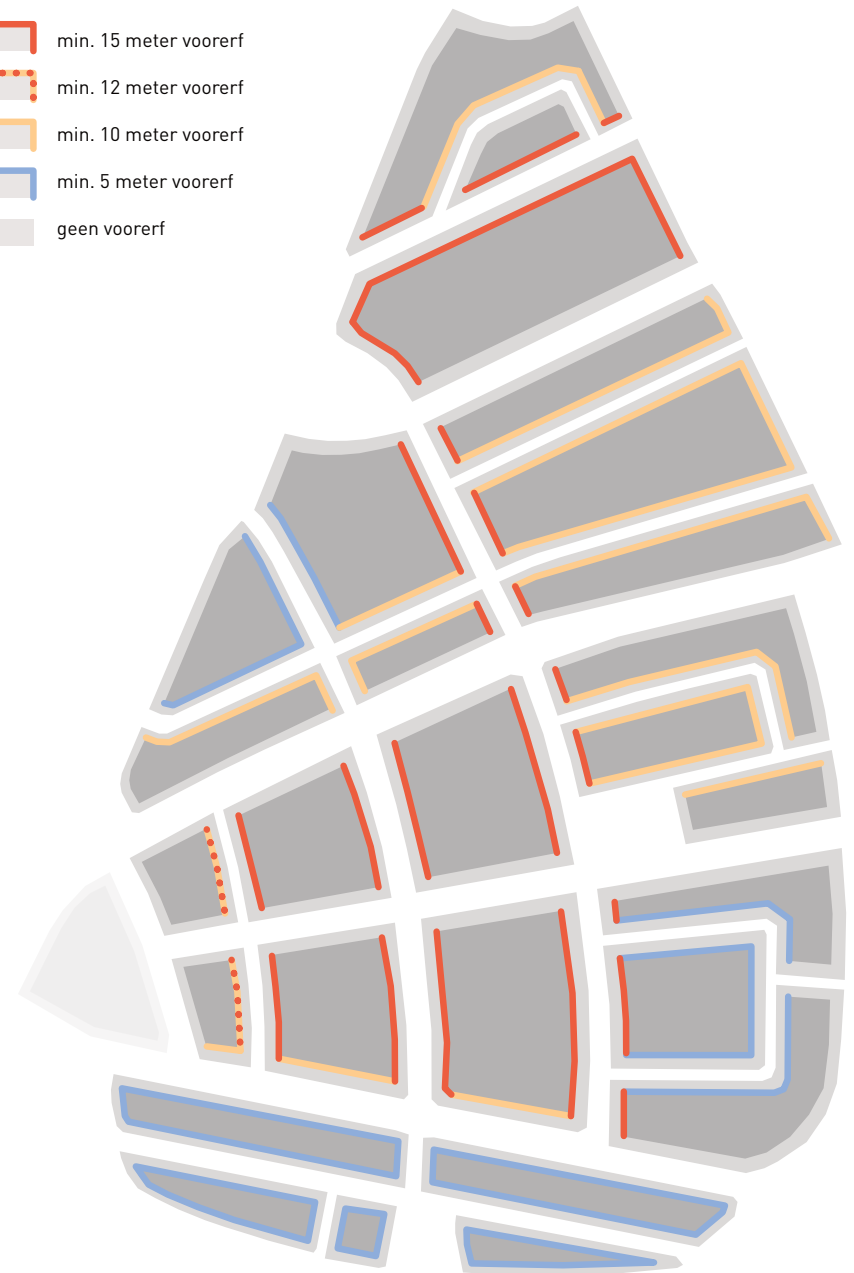 min. 15 meter voorerf
min. 12 meter voorerf
min. 10 meter voorerf
min. 5 meter voorerf
geen voorerf